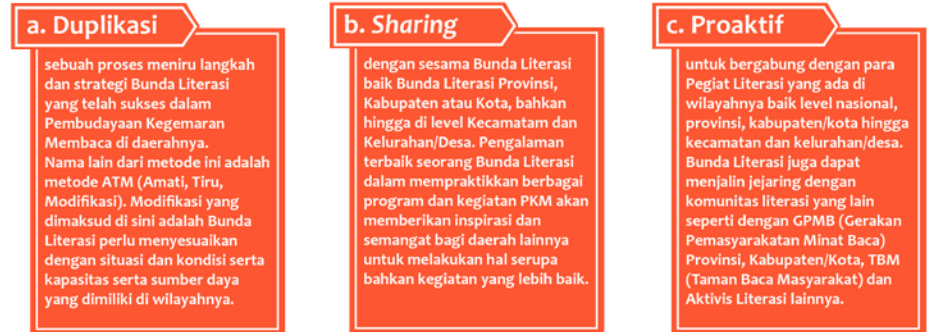 a. Duplikasi
sebuah proses meniru langkah
dan strategi Bunda Literasi
yang telah sukses dalam
Pembudayaan Kegemaran
Membaca di daerahnya.
Nama lain dari metode ini adalah
metode ATM (Amati, Tiru,
Modifikasi). Modifikasi yang
dimaksud di sini adalah Bunda
Literasi perlu menyesuaikan
dengan situasi dan kondisi serta
kapasitas serta sumber daya
yang dimiliki di wilayahnya.
b. Sharing
dengan sesama Bunda Literasi
baik Bunda Literasi Provinsi,
Kabupaten atau Kota, bahkan
hingga di level Kecamatam dan
Kelurahan/Desa. Pengalaman
terbaik seorang Bunda Literasi
dalam mempraktikkan berbagai
program dan kegiatan PKM akan
memberikan inspirasi dan
semangat bagi daerah lainnya
untuk melakukan hal serupa
bahkan kegiatan yang lebih baik.
c. Proaktif
untuk bergabung dengan para
Pegiat Literasi yang ada di
wilayahnya baik level nasional,
provinsi, kabupaten/kota hingga
kecamatan dan kelurahan/desa.
Bunda Literasi juga dapat
menjalin jejaring dengan
komunitas literasi yang lain
seperti dengan GPMB (Gerakan
Pemasyarakatan Minat Baca)
Provinsi, Kabupaten/Kota, TBM
(Taman Baca Masyarakat) dan
Aktivis Literasi lainnya.